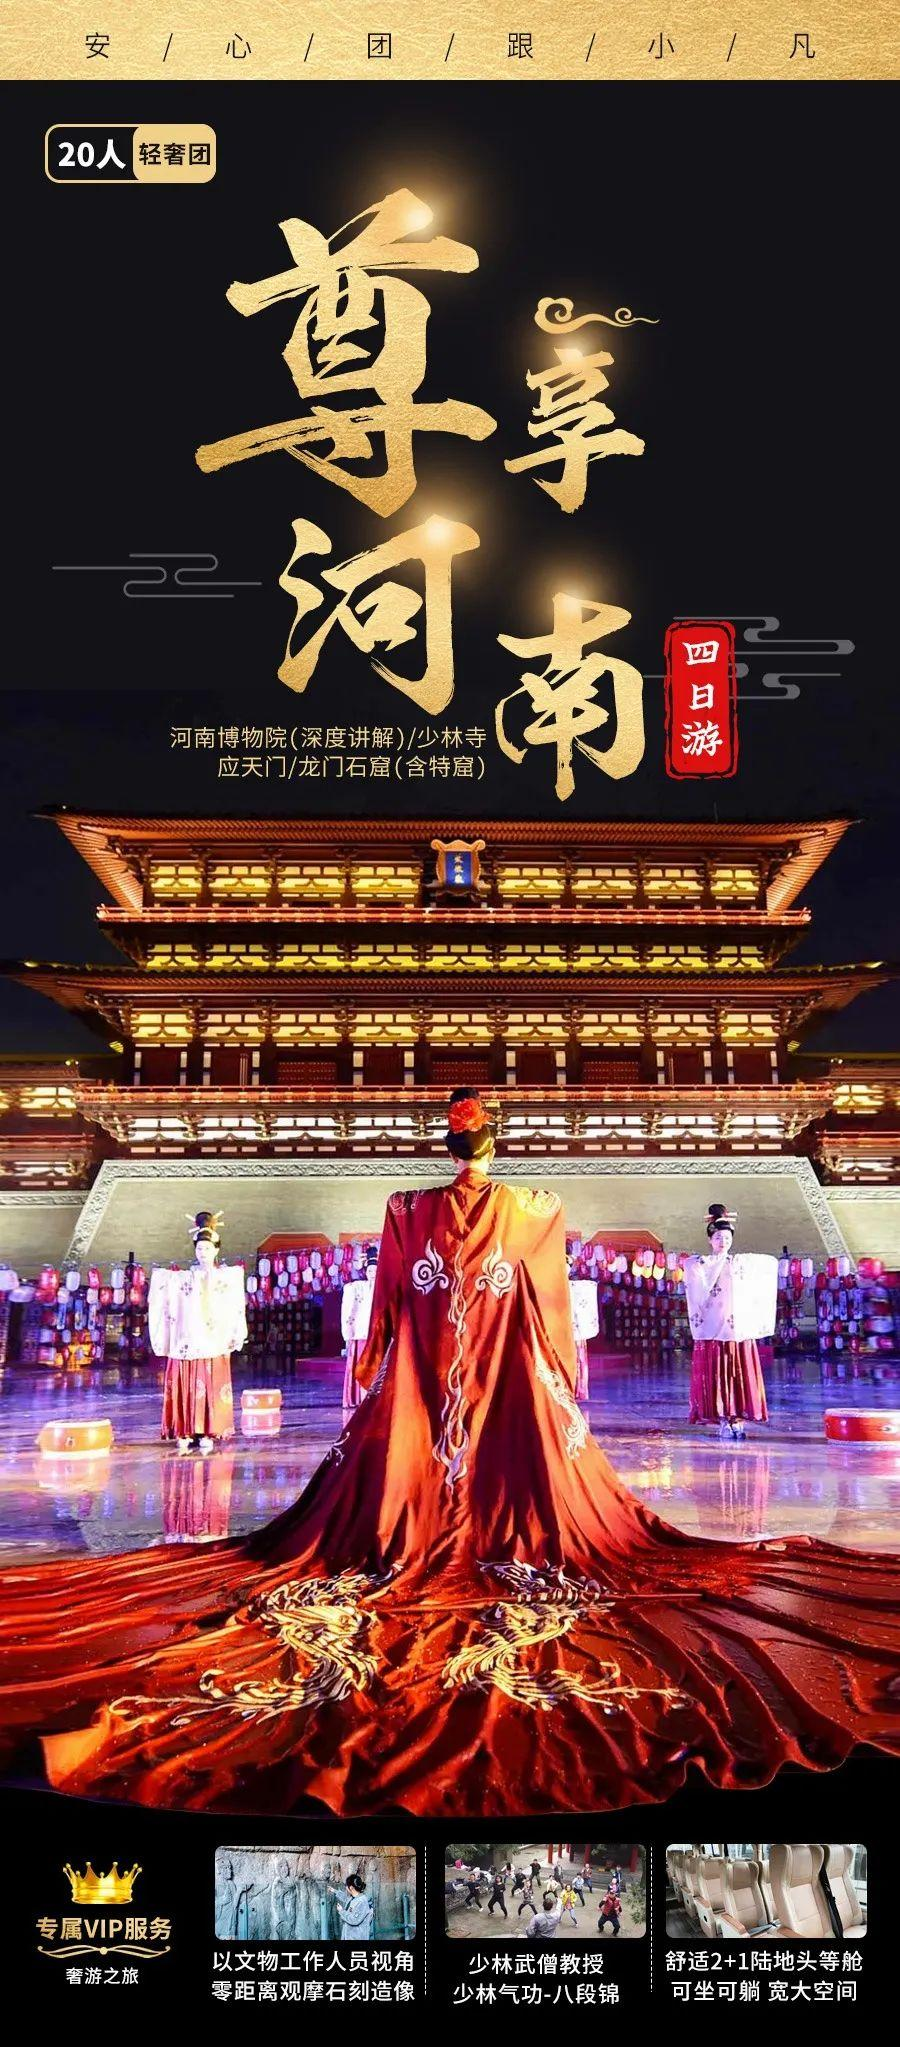 安 / 心 / 团 / 跟 / 小 / 凡
20人 轻奢团
尊享
河南
四日游
河南博物院(深度讲解)/少林寺
应天门/龙门石窟(含特窟)
专属VIP服务
奢游之旅
以文物工作人员视角
零距离观摩石刻造像
少林武僧教授
少林气功-八段锦
舒适2+1陆地头等舱
可坐可躺 宽大空间